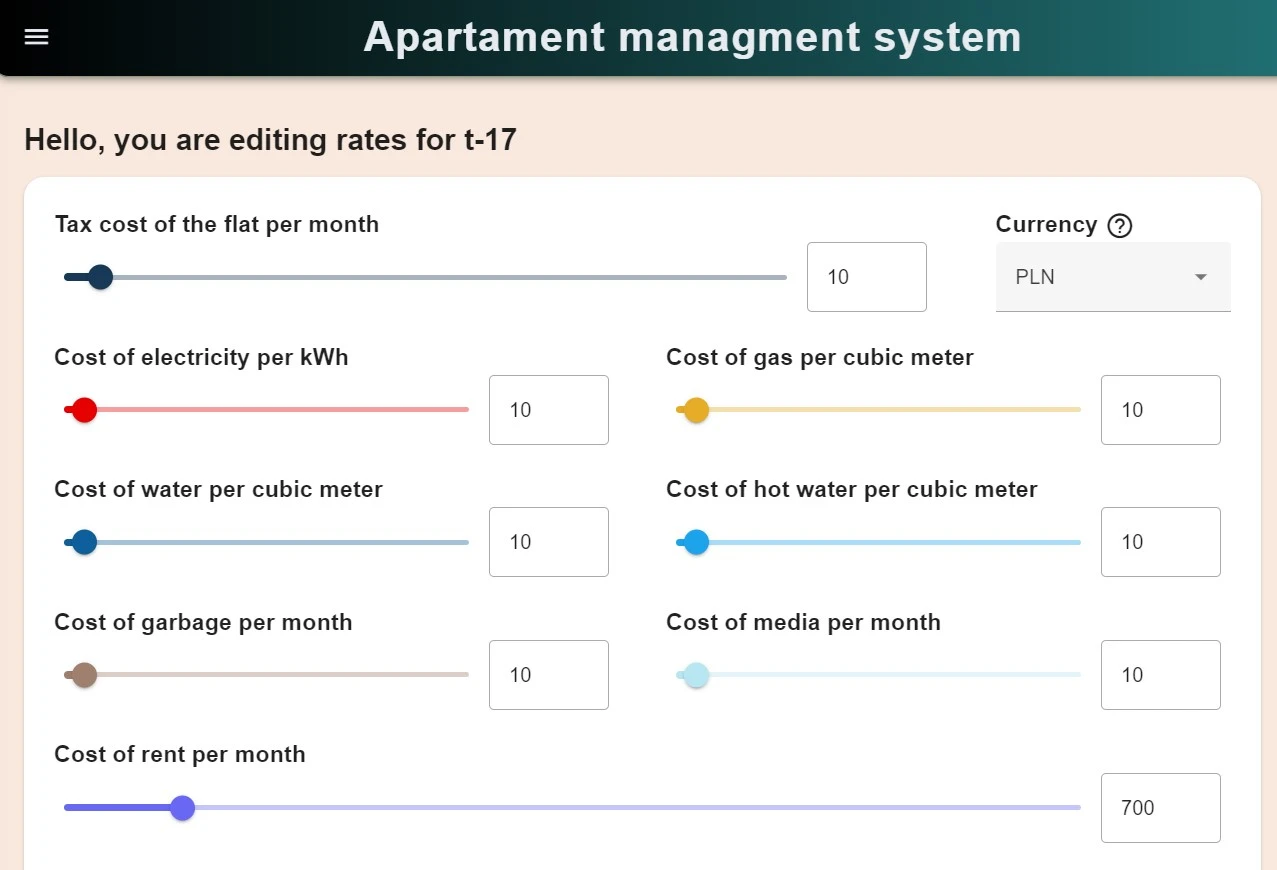 Apartament managment system
Hello, you are editing rates for t-17
Tax cost of the flat per month
Currency ?
10
PLN
Cost of electricity per kWh
Cost of gas per cubic meter
10
10
Cost of water per cubic meter
Cost of hot water per cubic meter
10
10
Cost of garbage per month
Cost of media per month
10
10
Cost of rent per month
700